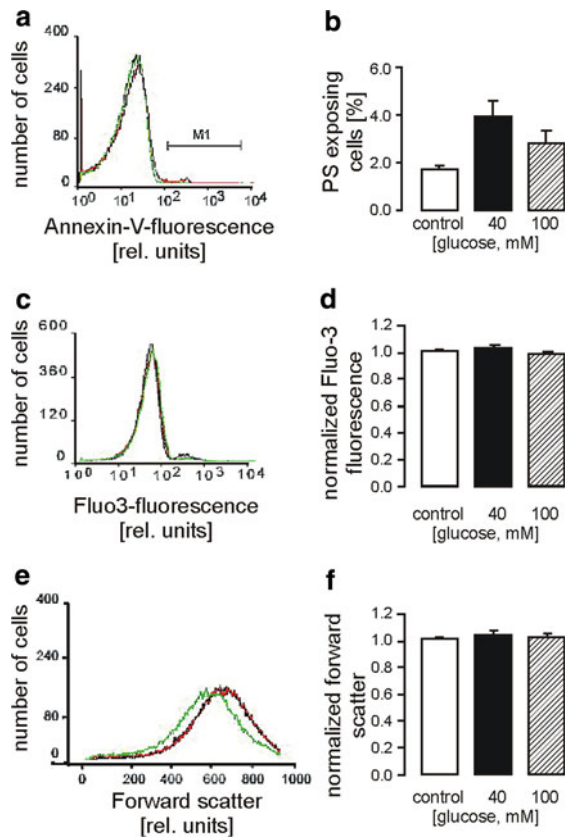 a
number of cells
400
240
80
0
M1
10^0 10^1 10^2 10^3 10^4
Annexin-V-fluorescence
[rel. units]
b
PS exposing
cells [%]
6.0
4.0
2.0
0.0
control 40 100
[glucose, mM]
c
number of cells
600
360
120
0
10^0 10^1 10^2 10^3 10^4
Fluo3-fluorescence
[rel. units]
d
normalized Fluo-3
fluorescence
1.2
1.0
0.8
0.6
0.4
0.2
0.0
control 40 100
[glucose, mM]
e
number of cells
400
240
80
0
0 200 400 600 800 1000
Forward scatter
[rel. units]
f
normalized forward
scatter
1.2
1.0
0.8
0.6
0.4
0.2
0.0
control 40 100
[glucose, mM]